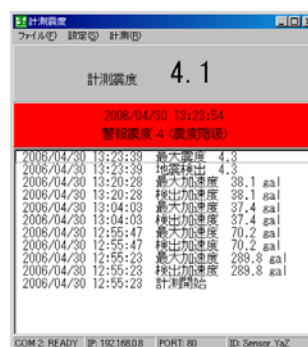 計測震度
ファイル(F) 設定(S) 計測(R)
計測震度 4.1
2006/04/30 13:23:54
警報震度 4 (震度階級)
2006/04/30 13:23:39 最大震度 4.3
2006/04/30 13:23:39 地震検出 4.3
2006/04/30 13:20:28 最大加速度 38.1 gal
2006/04/30 13:20:28 検出加速度 38.1 gal
2006/04/30 13:04:03 最大加速度 37.4 gal
2006/04/30 13:04:03 検出加速度 37.4 gal
2006/04/30 12:55:47 最大加速度 70.2 gal
2006/04/30 12:55:47 検出加速度 70.2 gal
2006/04/30 12:55:23 最大加速度 289.8 gal
2006/04/30 12:55:23 検出加速度 289.8 gal
2006/04/30 12:55:23 計測開始
COM 2: READY IP: 192.168.0.8 PORT: 80 ID: Sensor_YaZ